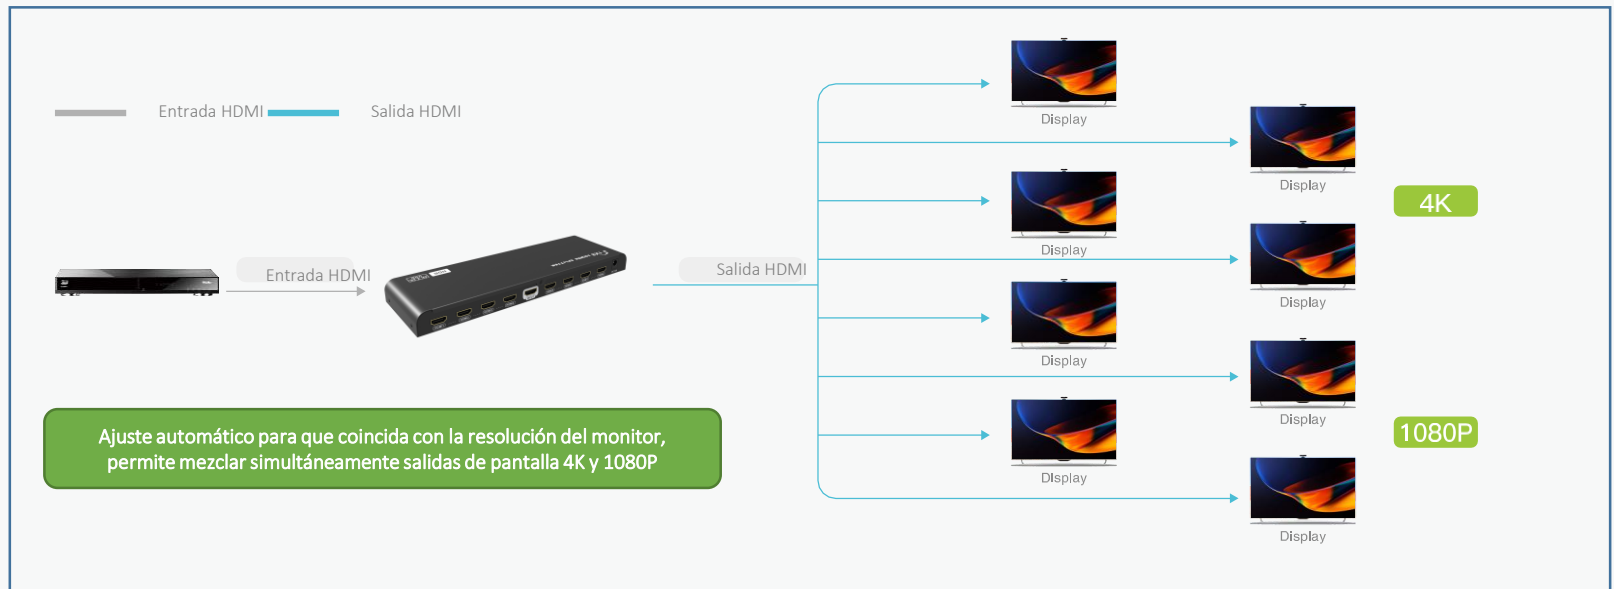 Entrada HDMI
Salida HDMI
Display
Display
4K
Display
Display
Entrada HDMI
Salida HDMI
Display
Display
1080P
Display
Display
Ajuste automático para que coincida con la resolución del monitor,
permite mezclar simultáneamente salidas de pantalla 4K y 1080P